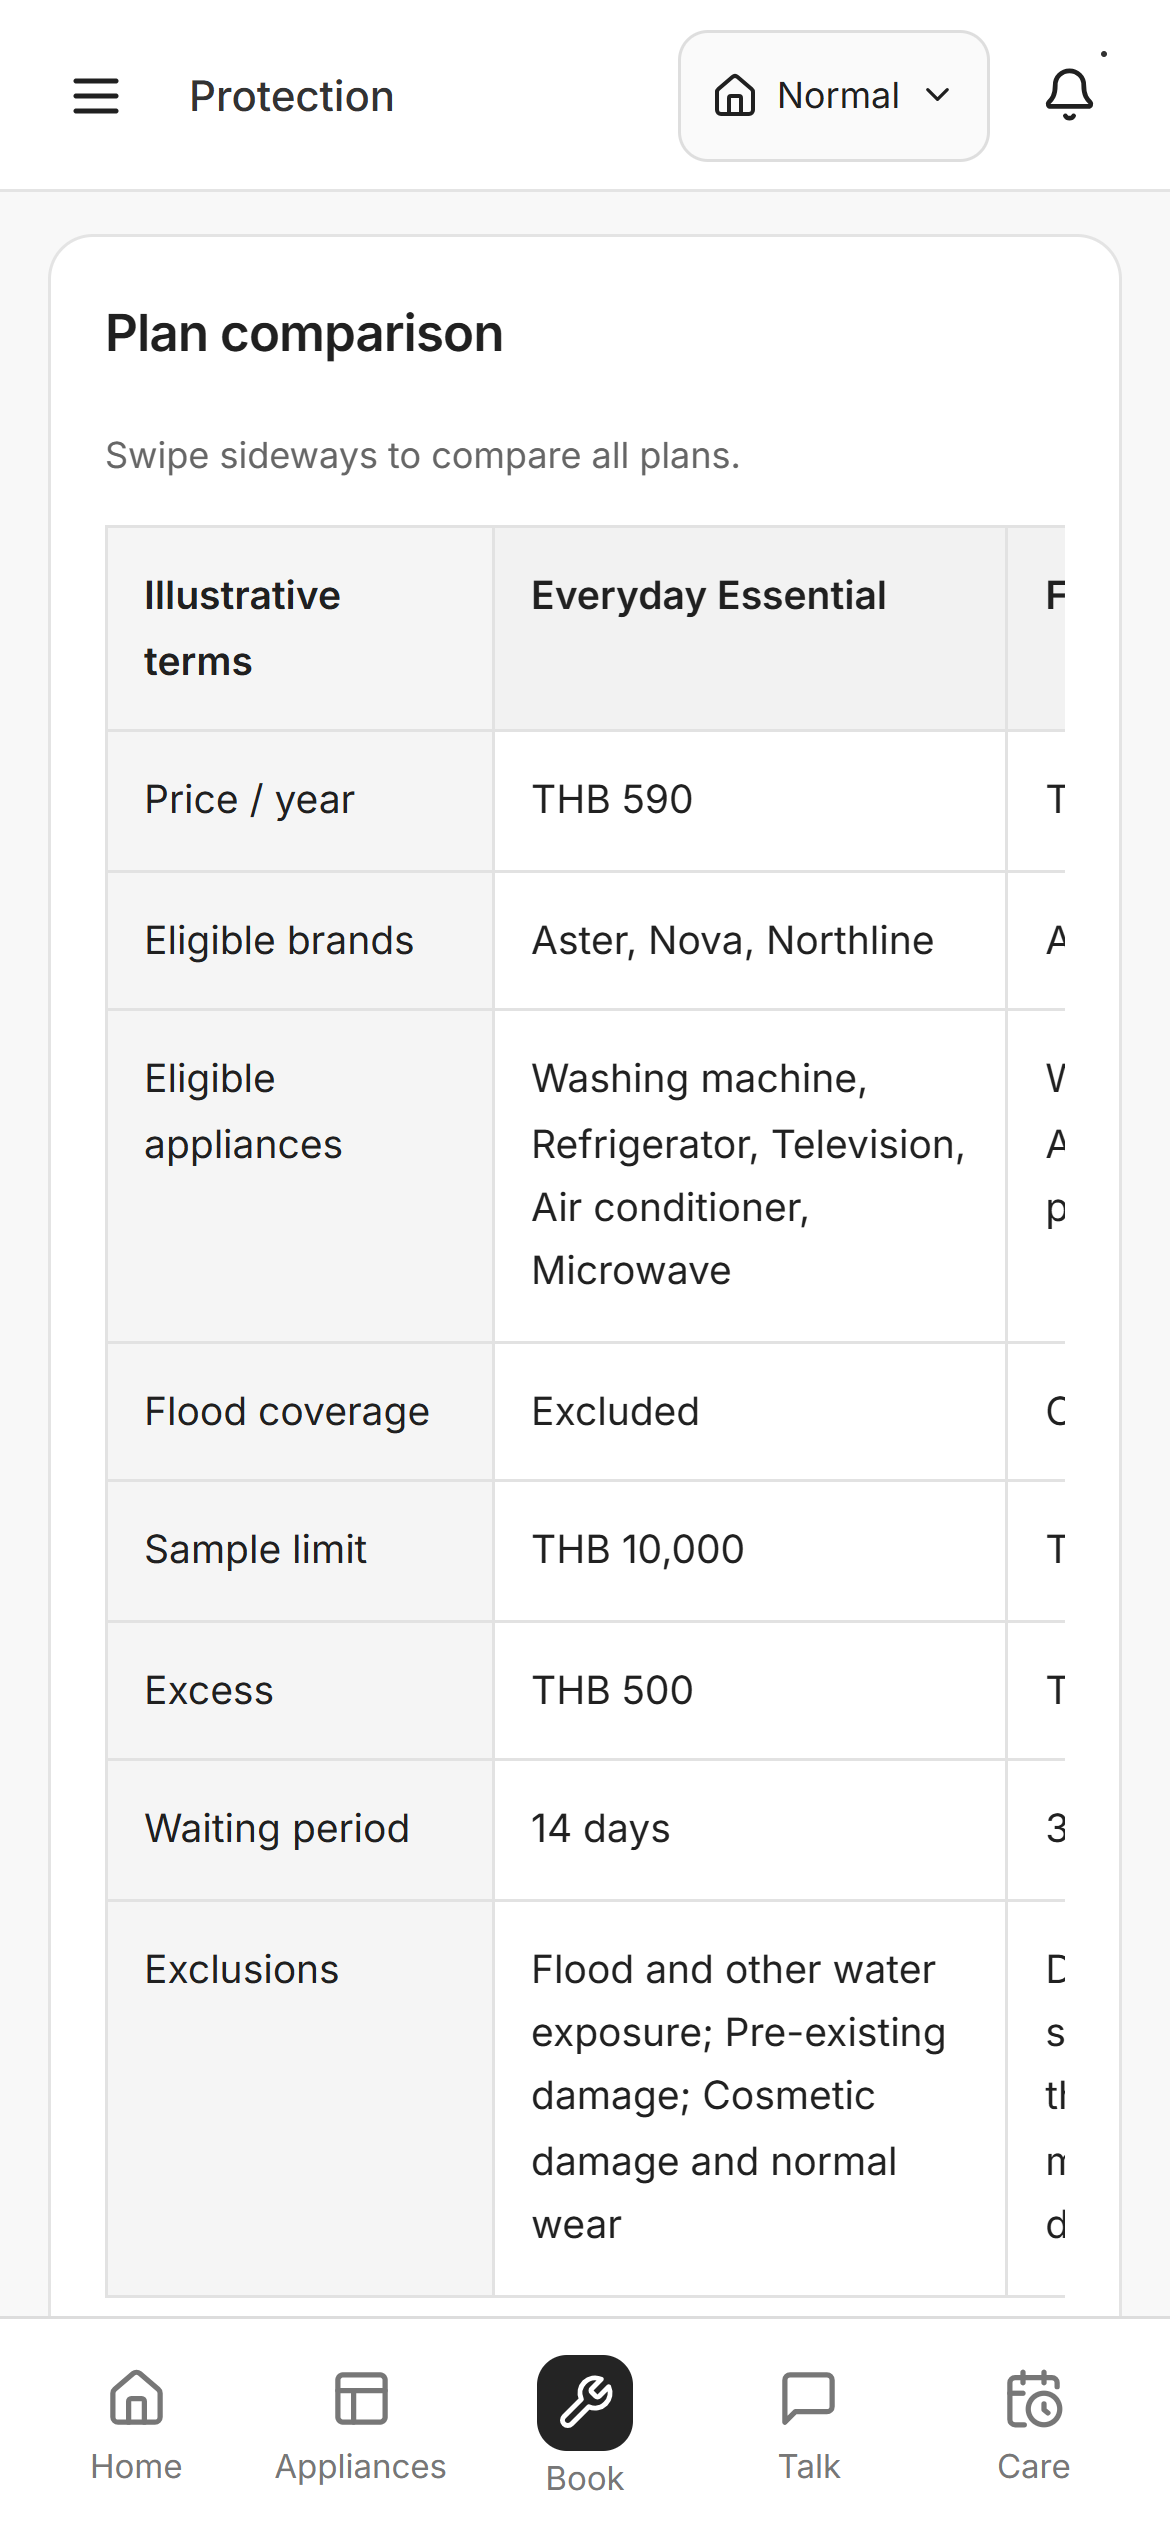 Protection
Normal
Plan comparison
Swipe sideways to compare all plans.
Illustrative
terms
Everyday Essential
Price / year
THB 590
Eligible brands
Aster, Nova, Northline
Eligible
appliances
Washing machine,
Refrigerator, Television,
Air conditioner,
Microwave
Flood coverage
Excluded
Sample limit
THB 10,000
Excess
THB 500
Waiting period
14 days
Exclusions
Flood and other water
exposure; Pre-existing
damage; Cosmetic
damage and normal
wear
Home
Appliances
Book
Talk
Care